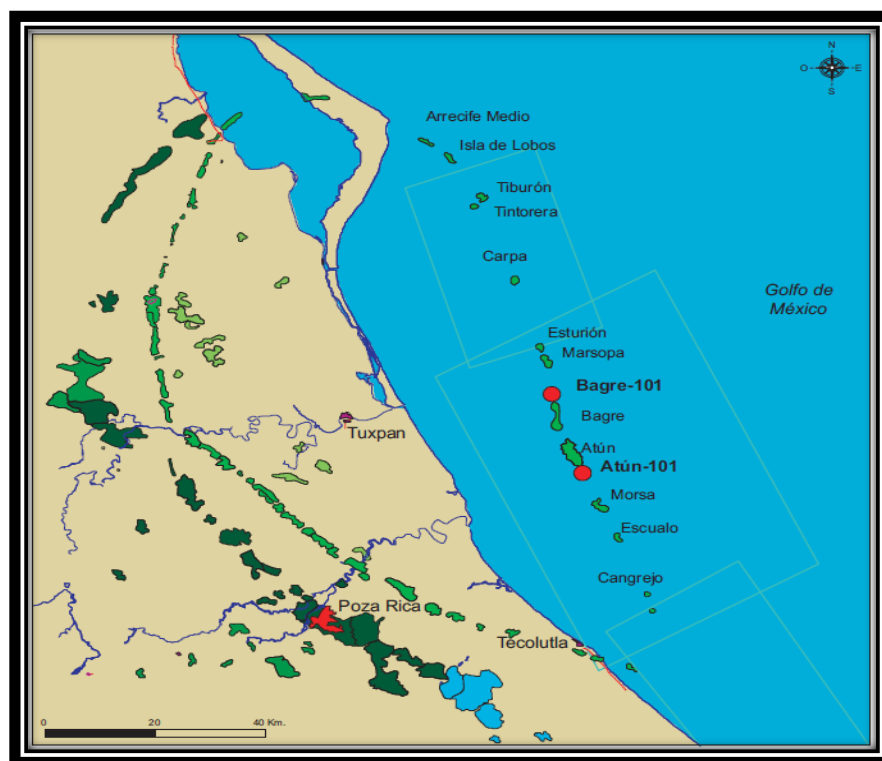 N
O E
S
Arrecife Medio
Isla de Lobos
Tiburón
Tintorera
Carpa
Golfo de
México
Esturión
Marsopa
Bagre-101
Bagre
Tuxpan
Atún
Atún-101
Morsa
Escualo
Cangrejo
Poza Rica
Tecolutla
0 20 40 Km.